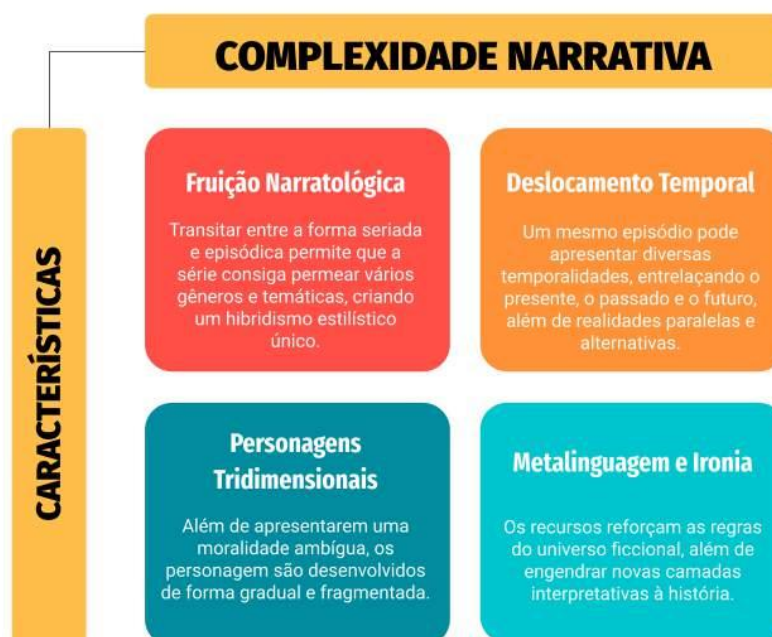 COMPLEXIDADE NARRATIVA
CARACTERÍSTICAS
Fruição Narratológica
Transitar entre a forma seriada
e episódica permite que a
série consiga permear vários
gêneros e temáticas, criando
um hibridismo estilístico
único.
Deslocamento Temporal
Um mesmo episódio pode
apresentar diversas
temporalidades, entrelaçando o
presente, o passado e o futuro,
além de realidades paralelas e
alternativas.
Personagens
Tridimensionais
Além de apresentarem uma
moralidade ambígua, os
personagem são desenvolvidos
de forma gradual e fragmentada.
Metalinguagem e Ironia
Os recursos reforçam as regras
do universo ficcional, além de
engendrar novas camadas
interpretativas à história.